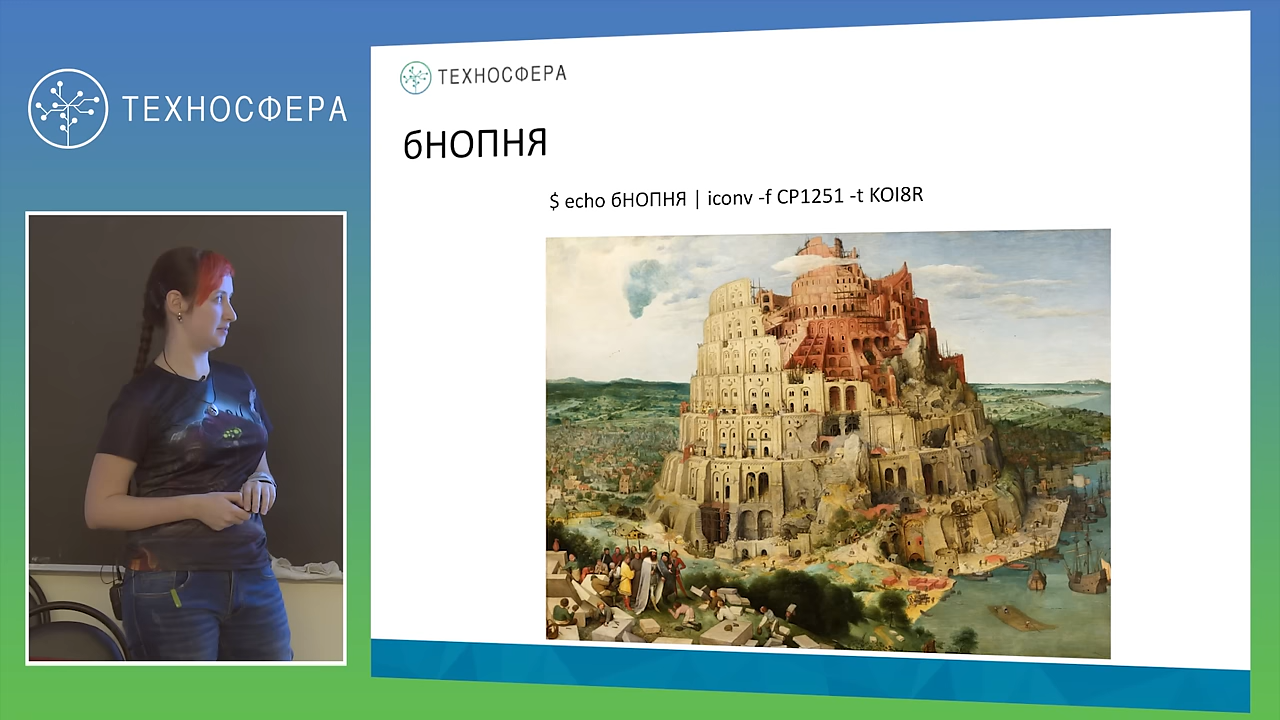 ТЕХНОСФЕРА
ТЕХНОСФЕРА
бНОПНЯ
$ echo бНОПНЯ | iconv -f CP1251 -t KOI8R